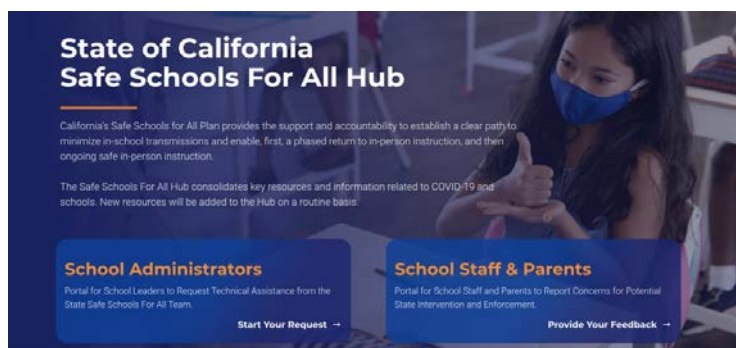 State of California
Safe Schools For All Hub
California's Safe Schools for All Plan provides the support and accountability to establish a clear path to
minimize in-school transmissions and enable, first, a phased return to in-person instruction, and then
ongoing safe in-person instruction.
The Safe Schools For All Hub consolidates key resources and information related to COVID-19 and
schools. New resources will be added to the Hub on a routine basis.
School Administrators
Portal for School Leaders to Request Technical Assistance from the
State Safe Schools For All Team.
Start Your Request →
School Staff & Parents
Portal for School Staff and Parents to Report Concerns for Potential
State Intervention and Enforcement.
Provide Your Feedback →